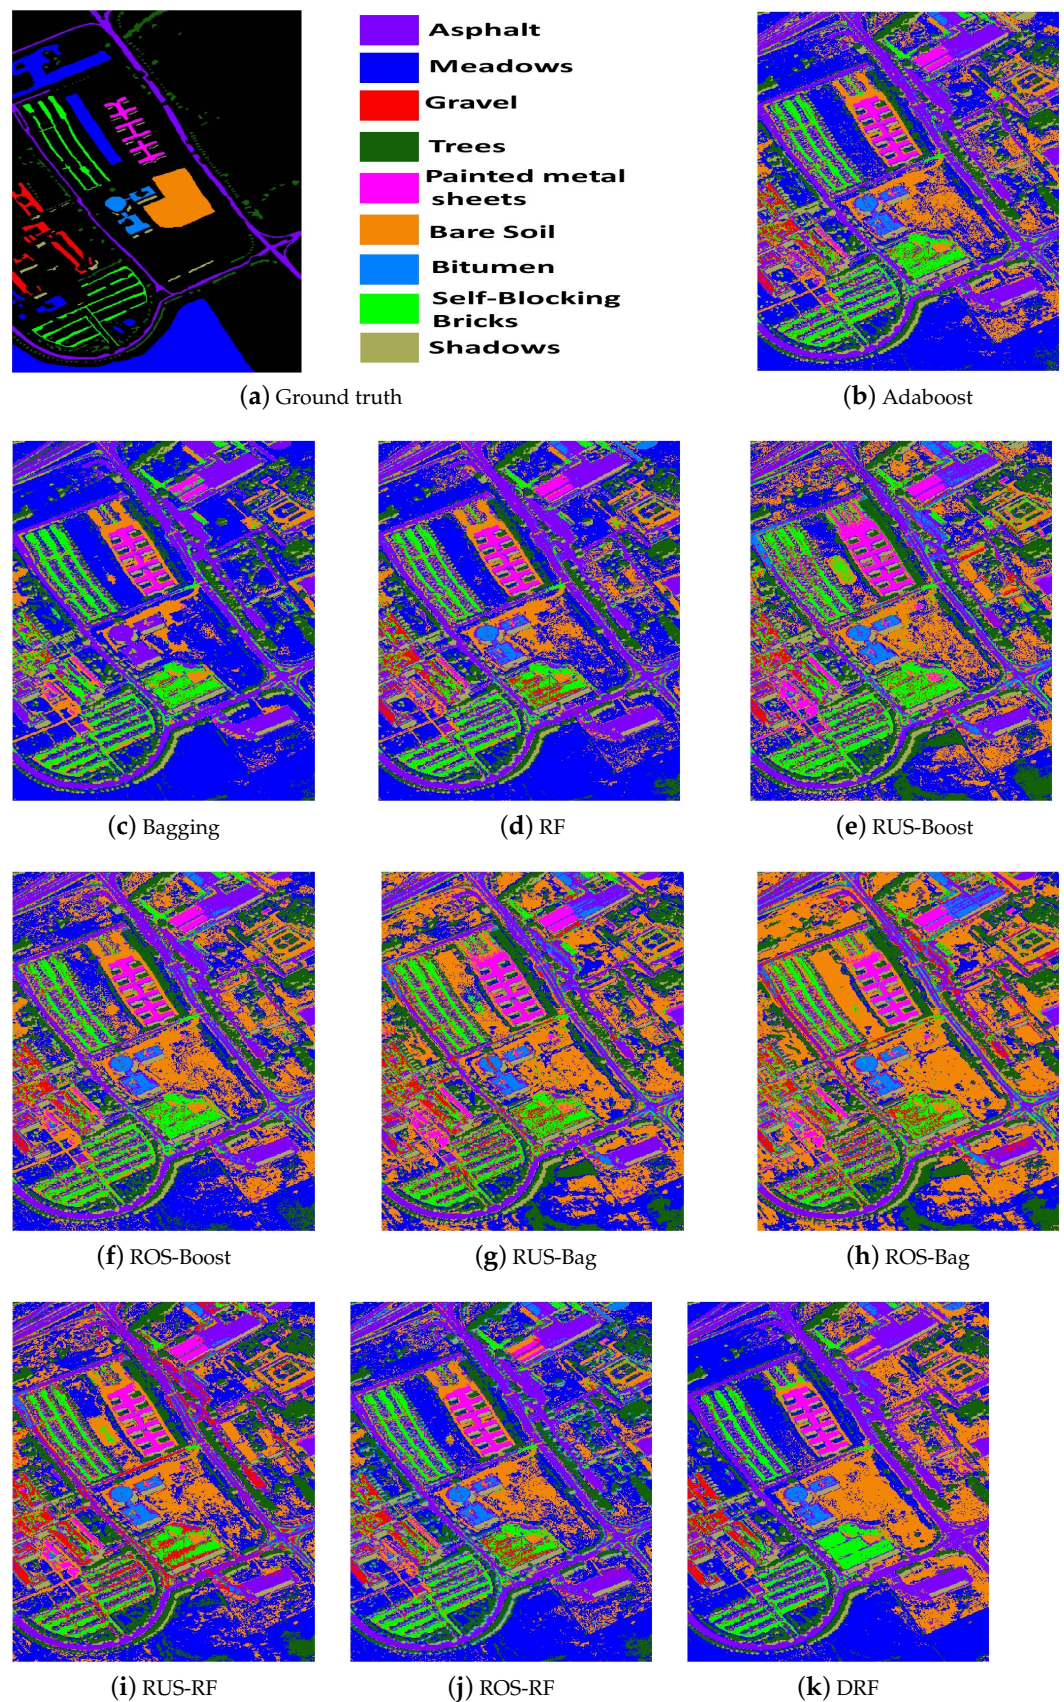 Asphalt
Meadows
Gravel
Trees
Painted metal
sheets
Bare Soil
Bitumen
Self-Blocking
Bricks
Shadows
(a) Ground truth
(b) Adaboost
(c) Bagging
(d) RF
(e) RUS-Boost
(f) ROS-Boost
(g) RUS-Bag
(h) ROS-Bag
(i) RUS-RF
(j) ROS-RF
(k) DRF